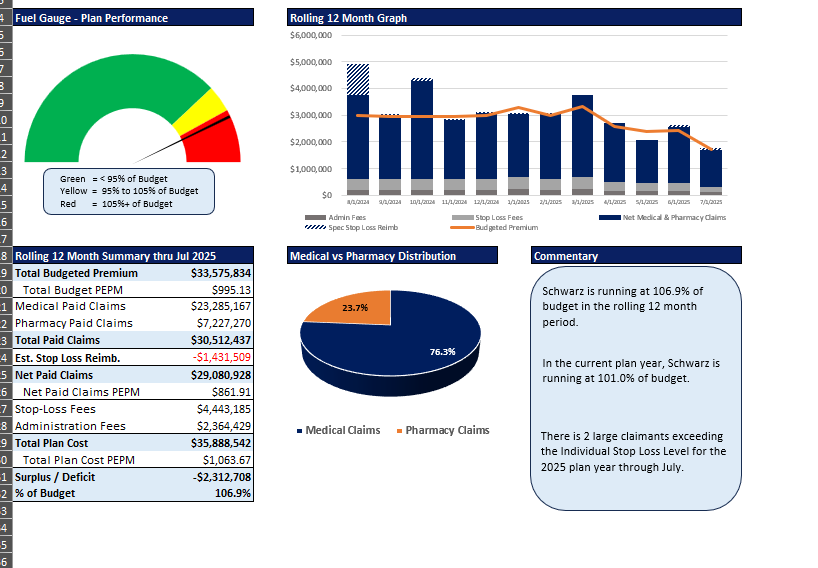 Fuel Gauge - Plan Performance
Green = < 95% of Budget
Yellow = 95% to 105% of Budget
Red = 105%+ of Budget
Rolling 12 Month Graph
$6,000,000
$5,000,000
$4,000,000
$3,000,000
$2,000,000
$1,000,000
$0
8/1/2024 9/1/2024 10/1/2024 11/1/2024 12/1/2024 1/1/2025 2/1/2025 3/1/2025 4/1/2025 5/1/2025 6/1/2025 7/1/2025
Admin Fees Stop Loss Fees Net Medical & Pharmacy Claims
Spec Stop Loss Reimb Budgeted Premium
Rolling 12 Month Summary thru Jul 2025
Total Budgeted Premium $33,575,834
Total Budget PEPM $995.13
Medical Paid Claims $23,285,167
Pharmacy Paid Claims $7,227,270
Total Paid Claims $30,512,437
Est. Stop Loss Reimb. -$1,431,509
Net Paid Claims $29,080,928
Net Paid Claims PEPM $861.91
Stop-Loss Fees $4,443,185
Administration Fees $2,364,429
Total Plan Cost $35,888,542
Total Plan Cost PEPM $1,063.67
Surplus / Deficit -$2,312,708
% of Budget 106.9%
Medical vs Pharmacy Distribution
23.7%
76.3%
Medical Claims Pharmacy Claims
Commentary
Schwarz is running at 106.9% of
budget in the rolling 12 month
period.
In the current plan year, Schwarz is
running at 101.0% of budget.
There is 2 large claimants exceeding
the Individual Stop Loss Level for the
2025 plan year through July.